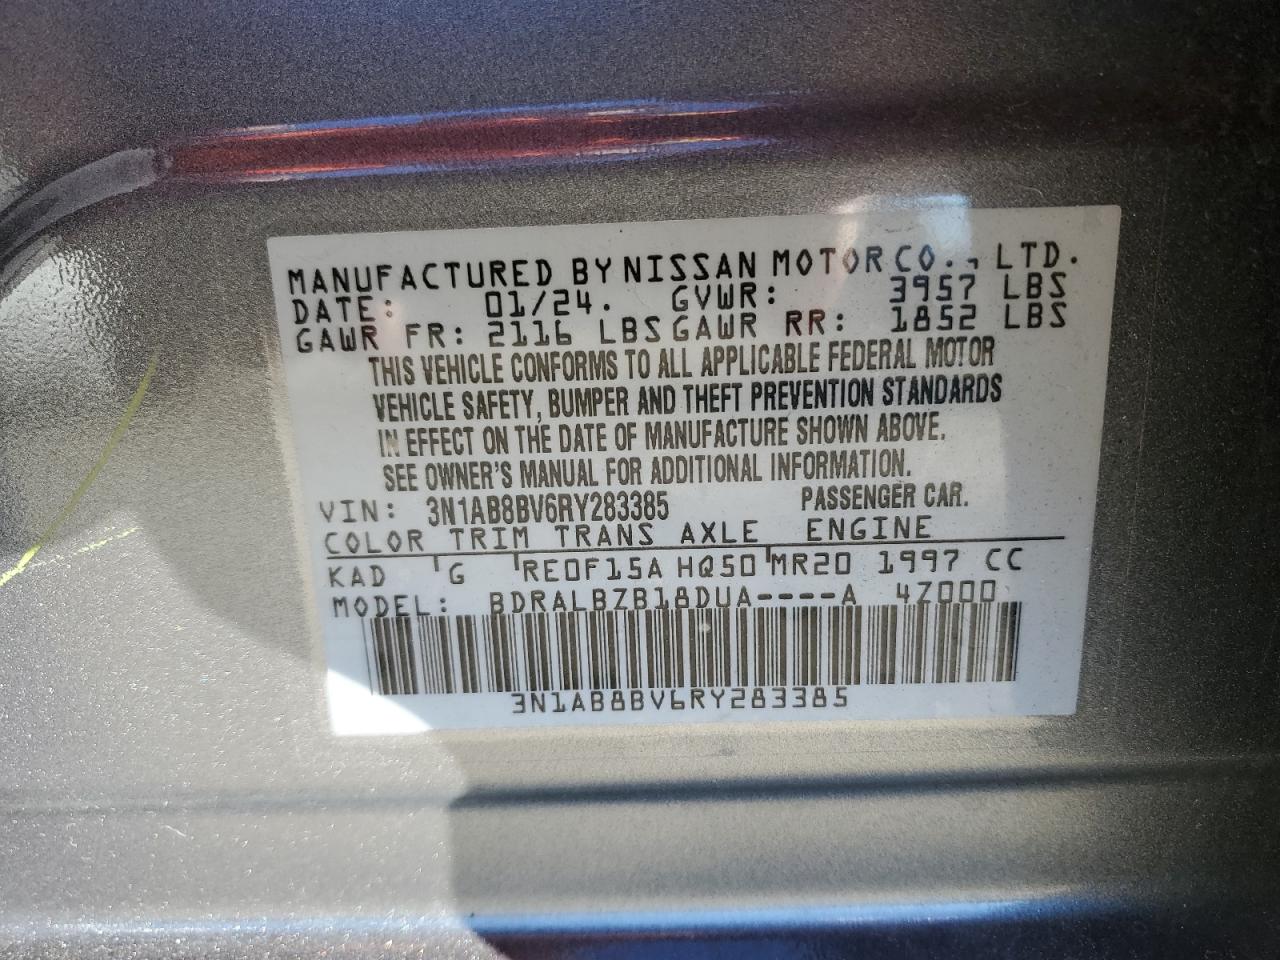 MANUFACTURED BY NISSAN MOTOR CO., LTD.
DATE: 01/24. GVWR: 3957 LBS
GAWR FR: 2116 LBS GAWR RR: 1852 LBS
THIS VEHICLE CONFORMS TO ALL APPLICABLE FEDERAL MOTOR
VEHICLE SAFETY, BUMPER AND THEFT PREVENTION STANDARDS
IN EFFECT ON THE DATE OF MANUFACTURE SHOWN ABOVE.
SEE OWNER'S MANUAL FOR ADDITIONAL INFORMATION.
VIN: 3N1AB8BV6RY283385 PASSENGER CAR.
COLOR TRIM TRANS AXLE ENGINE
KAD G RE0F15A HQ50 MR20 1997 CC
MODEL: BDRALBZB18DUA----A 4Z000
3N1AB8BV6RY283385